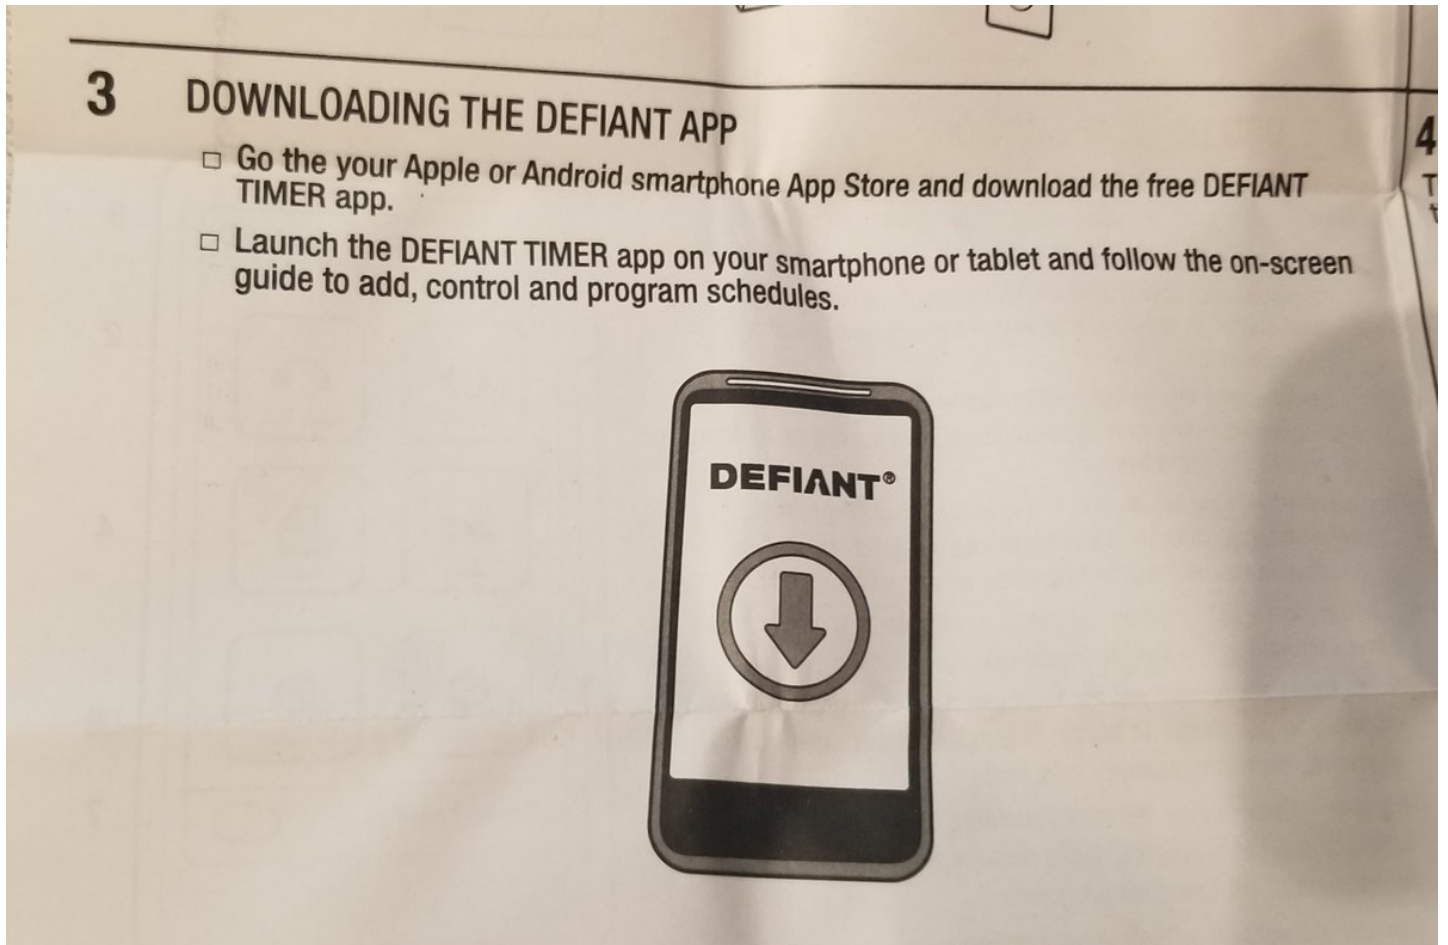 3 DOWNLOADING THE DEFIANT APP
□ Go the your Apple or Android smartphone App Store and download the free DEFIANT
TIMER app.
□ Launch the DEFIANT TIMER app on your smartphone or tablet and follow the on-screen
guide to add, control and program schedules.
DEFIANT®
4
T
t